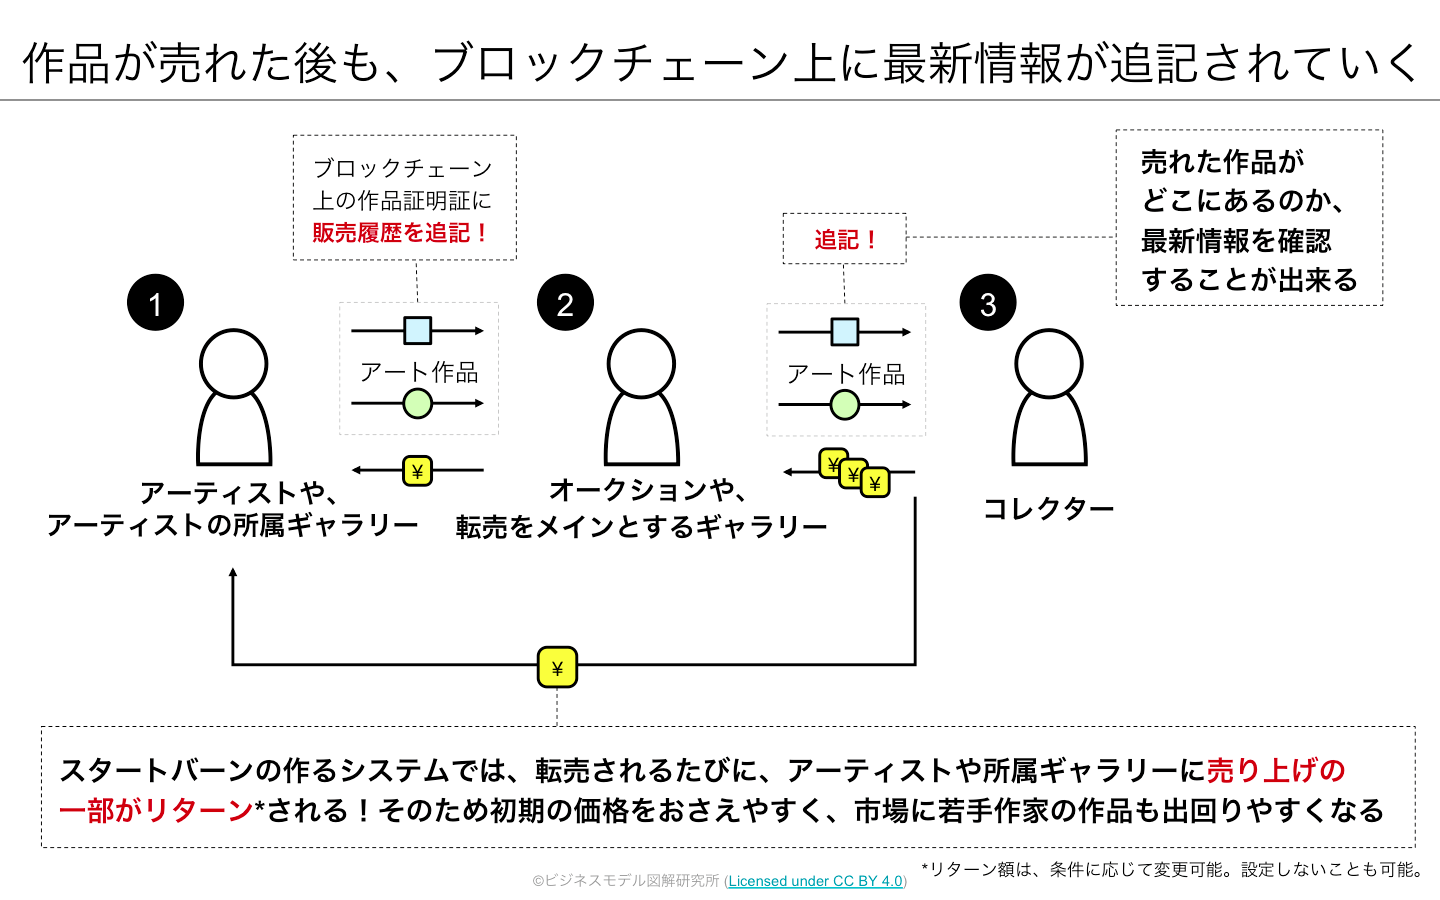 作品が売れた後も、ブロックチェーン上に最新情報が追記されていく
ブロックチェーン
上の作品証明証に
販売履歴を追記！
追記！
売れた作品が
どこにあるのか、
最新情報を確認
することが出来る
1
2
3
アート作品
アート作品
¥
¥
¥
¥
アーティストや、
アーティストの所属ギャラリー
オークションや、
転売をメインとするギャラリー
コレクター
¥
スタートバーンの作るシステムでは、転売されるたびに、アーティストや所属ギャラリーに売り上げの
一部がリターン*される！そのため初期の価格をおさえやすく、市場に若手作家の作品も出回りやすくなる
*リターン額は、条件に応じて変更可能。設定しないことも可能。
©ビジネスモデル図解研究所 (Licensed under CC BY 4.0)